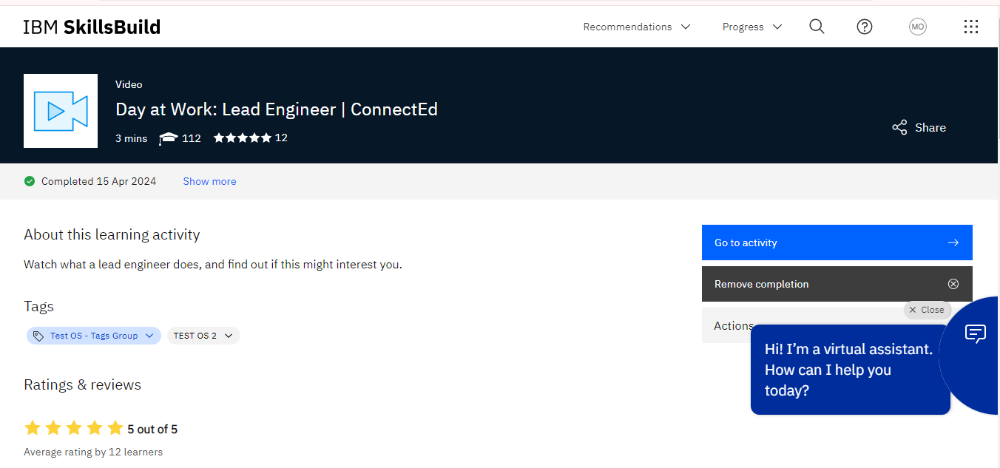 IBM SkillsBuild
Recommendations
Progress
MO
Video
Day at Work: Lead Engineer | ConnectEd
3 mins
112
12
Share
Completed 15 Apr 2024
Show more
About this learning activity
Watch what a lead engineer does, and find out if this might interest you.
Tags
Test OS - Tags Group
TEST OS 2
Ratings & reviews
5 out of 5
Average rating by 12 learners
Go to activity
Remove completion
Close
Actions
Hi! I'm a virtual assistant.
How can I help you
today?